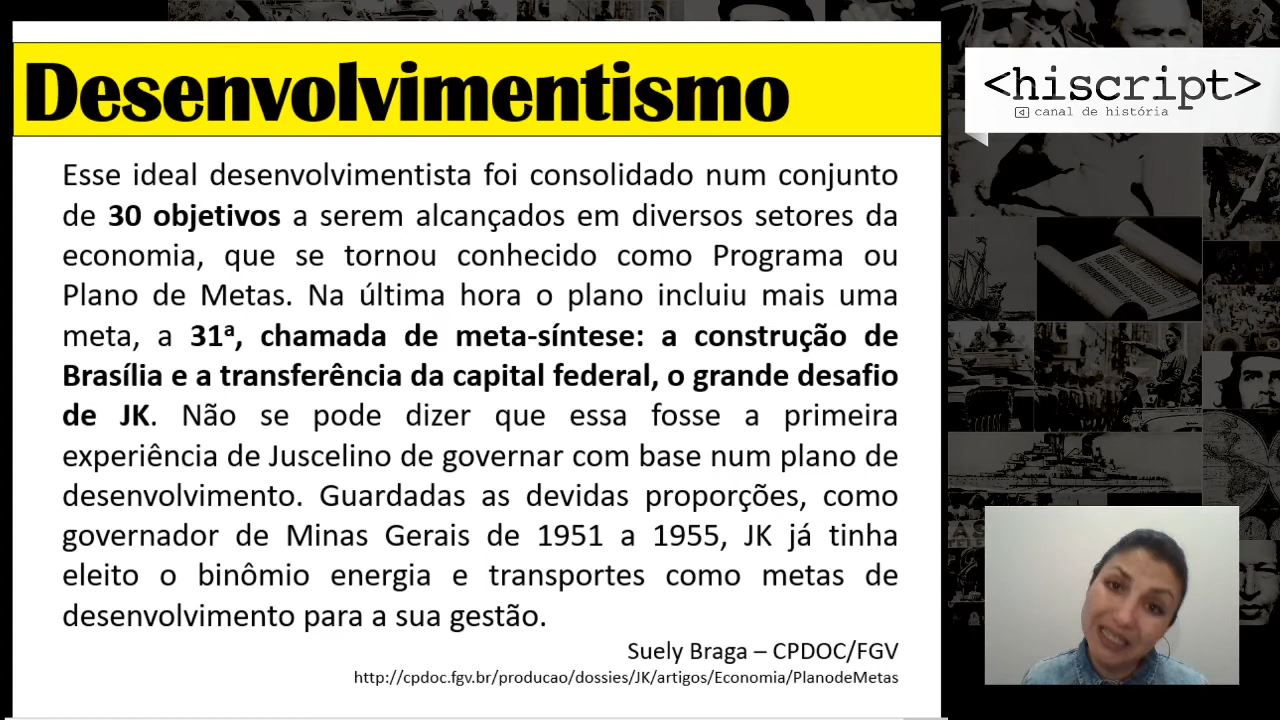 Desenvolvimentismo
Esse ideal desenvolvimentista foi consolidado num conjunto
de 30 objetivos a serem alcançados em diversos setores da
economia, que se tornou conhecido como Programa ou
Plano de Metas. Na última hora o plano incluiu mais uma
meta, a 31ª, chamada de meta-síntese: a construção de
Brasília e a transferência da capital federal, o grande desafio
de JK. Não se pode dizer que essa fosse a primeira
experiência de Juscelino de governar com base num plano de
desenvolvimento. Guardadas as devidas proporções, como
governador de Minas Gerais de 1951 a 1955, JK já tinha
eleito o binômio energia e transportes como metas de
desenvolvimento para a sua gestão.
Suely Braga – CPDOC/FGV
http://cpdoc.fgv.br/producao/dossies/JK/artigos/Economia/PlanodeMetas
<hiscript>
canal de história